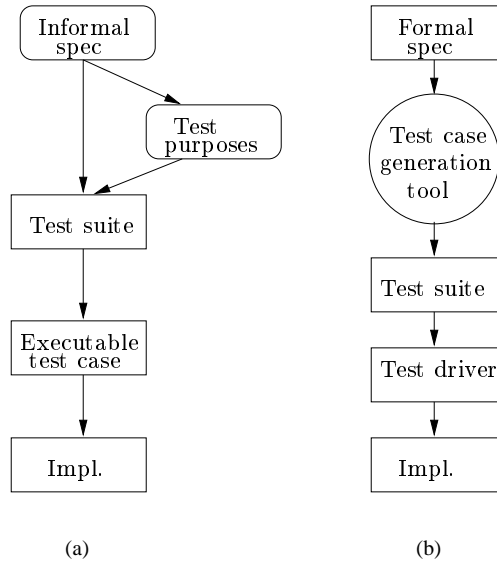 Informal
spec
Test
purposes
Test suite
Executable
test case
Impl.
(a)
Formal
spec
Test case
generation
tool
Test suite
Test driver
Impl.
(b)